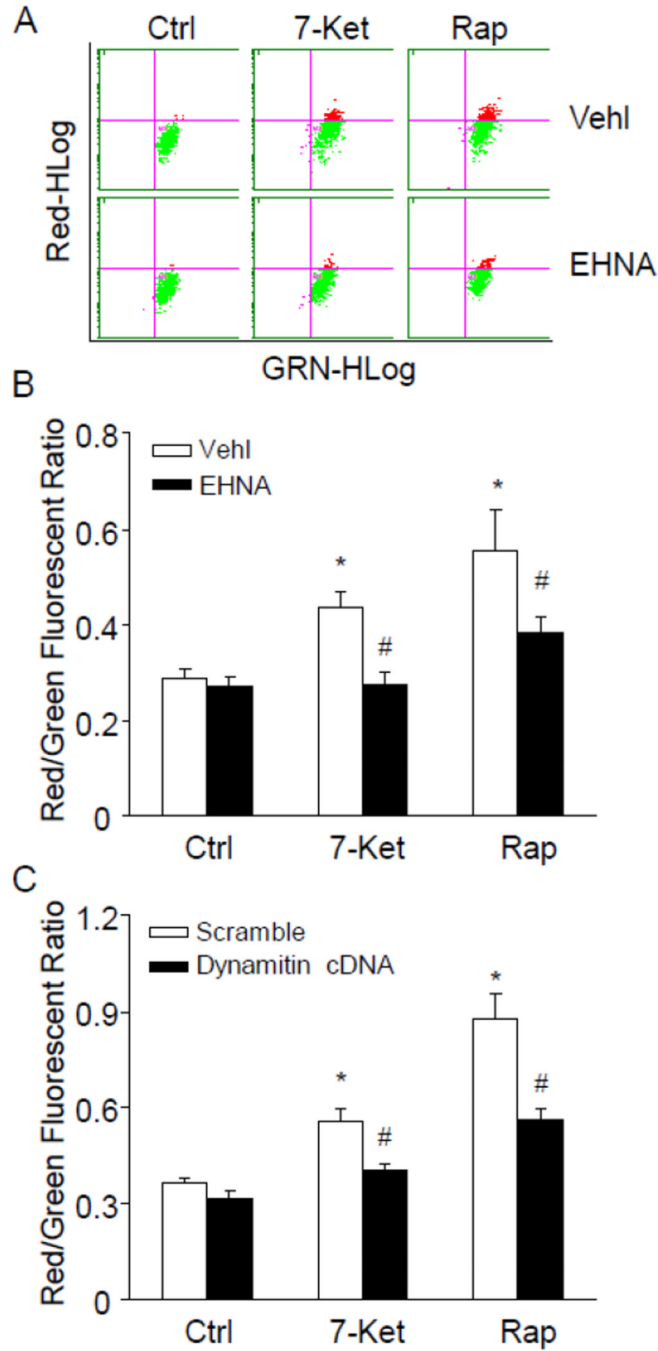 A
Ctrl 7-Ket Rap
Red-HLog
Vehl
EHNA
GRN-HLog
B
Red/Green Fluorescent Ratio
0.8
0.6
0.4
0.2
0
Vehl
EHNA
*
#
*
#
Ctrl 7-Ket Rap
C
Red/Green Fluorescent Ratio
1.2
0.9
0.6
0.3
0
Scramble
Dynamitin cDNA
*
#
*
#
Ctrl 7-Ket Rap